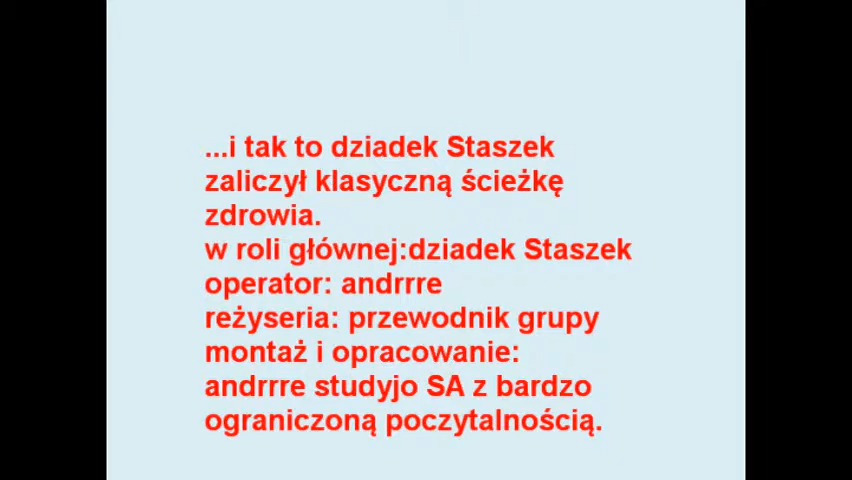 ...i tak to dziadek Staszek
zaliczył klasyczną ścieżkę
zdrowia.
w roli głównej:dziadek Staszek
operator: andrrre
reżyseria: przewodnik grupy
montaż i opracowanie:
andrrre studyjo SA z bardzo
ograniczoną poczytalnością.